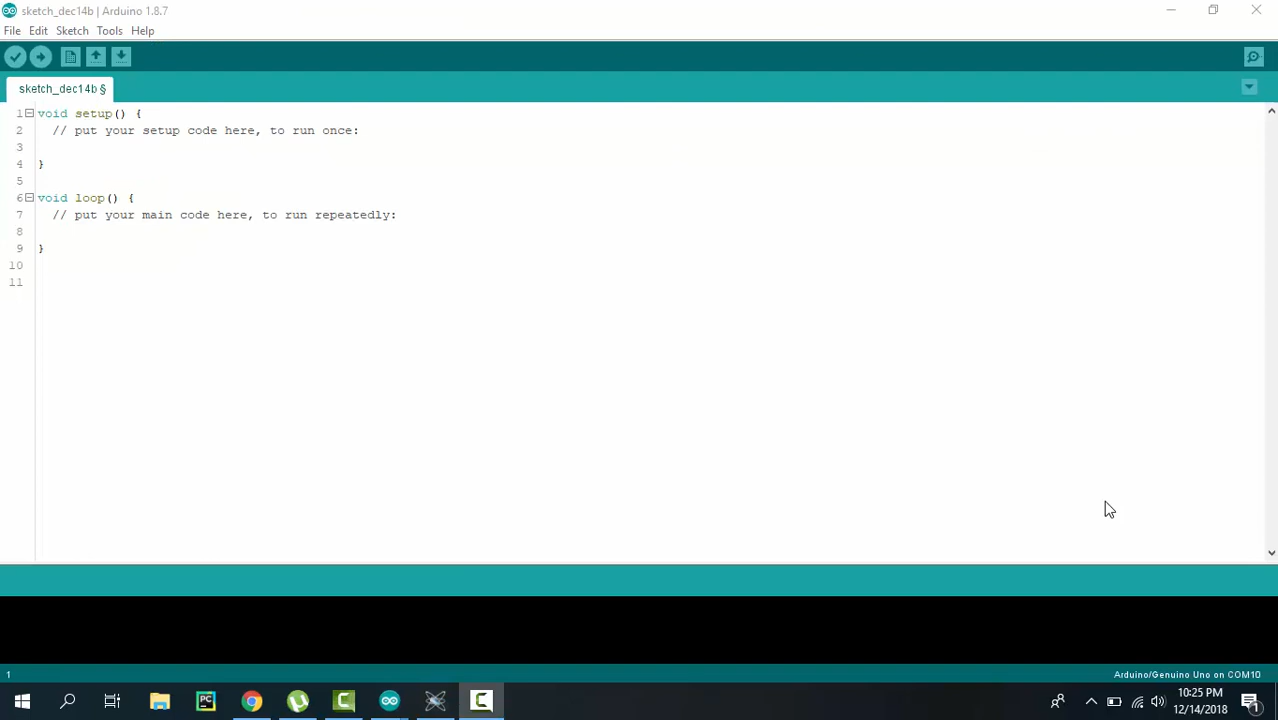 sketch_dec14b | Arduino 1.8.7
File Edit Sketch Tools Help
sketch_dec14b §
1 void setup() {
2 // put your setup code here, to run once:
3
4 }
5
6 void loop() {
7 // put your main code here, to run repeatedly:
8
9 }
10
11
1
Arduino/Genuino Uno on COM10
PC
10:25 PM
12/14/2018
1